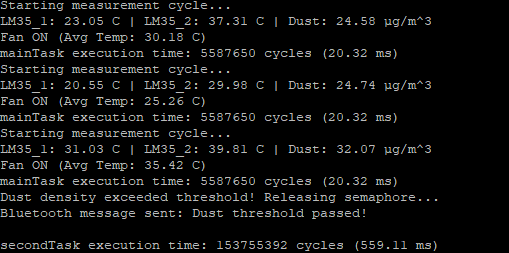 Starting measurement cycle...
LM35_1: 23.05 C | LM35_2: 37.31 C | Dust: 24.58 µg/m^3
Fan ON (Avg Temp: 30.18 C)
mainTask execution time: 5587650 cycles (20.32 ms)
Starting measurement cycle...
LM35_1: 20.55 C | LM35_2: 29.98 C | Dust: 24.74 µg/m^3
Fan ON (Avg Temp: 25.26 C)
mainTask execution time: 5587650 cycles (20.32 ms)
Starting measurement cycle...
LM35_1: 31.03 C | LM35_2: 39.81 C | Dust: 32.07 µg/m^3
Fan ON (Avg Temp: 35.42 C)
mainTask execution time: 5587650 cycles (20.32 ms)
Dust density exceeded threshold! Releasing semaphore...
Bluetooth message sent: Dust threshold passed!
secondTask execution time: 153755392 cycles (559.11 ms)